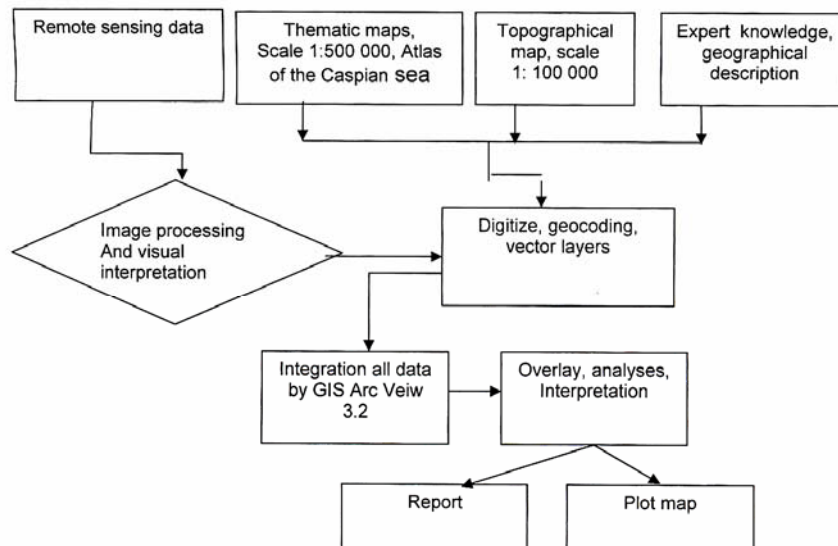 Remote sensing data
Thematic maps,
Scale 1:500 000, Atlas
of the Caspian sea
Topographical
map, scale
1: 100 000
Expert knowledge,
geographical
description
Image processing
And visual
interpretation
Digitize, geocoding,
vector layers
Integration all data
by GIS Arc Veiw
3.2
Overlay, analyses,
Interpretation
Report
Plot map